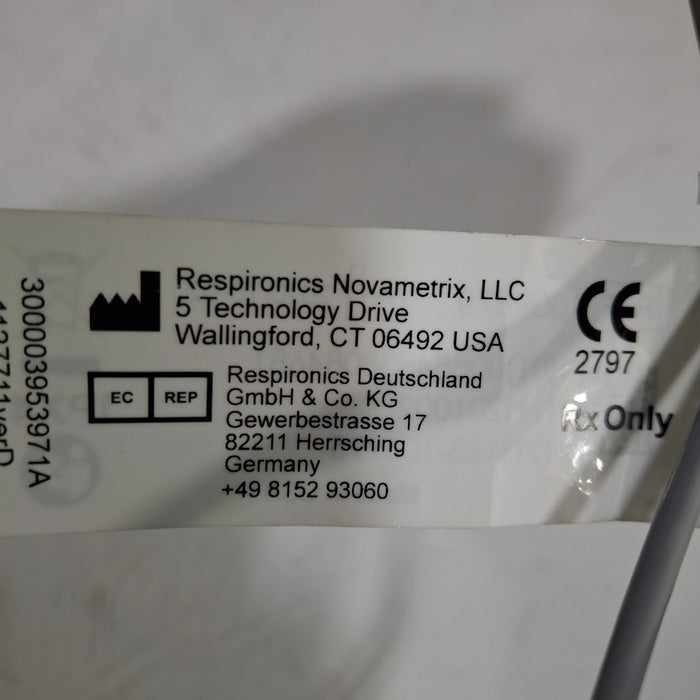 Respironics Novametrix, LLC
5 Technology Drive
Wallingford, CT 06492 USA
EC REP
Respironics Deutschland
GmbH & Co. KG
Gewerbestrasse 17
82211 Herrsching
Germany
+49 8152 93060
CE
2797
Rx Only
300003953971A